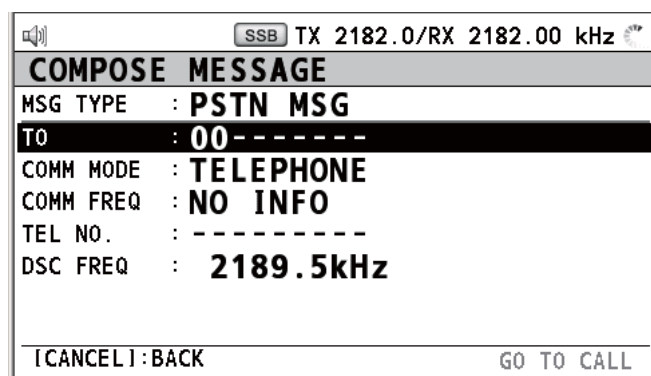 SSB TX 2182.0/RX 2182.00 kHz
COMPOSE MESSAGE
MSG TYPE : PSTN MSG
TO : 00-------
COMM MODE : TELEPHONE
COMM FREQ : NO INFO
TEL NO. : ---------
DSC FREQ : 2189.5kHz
[CANCEL]:BACK GO TO CALL